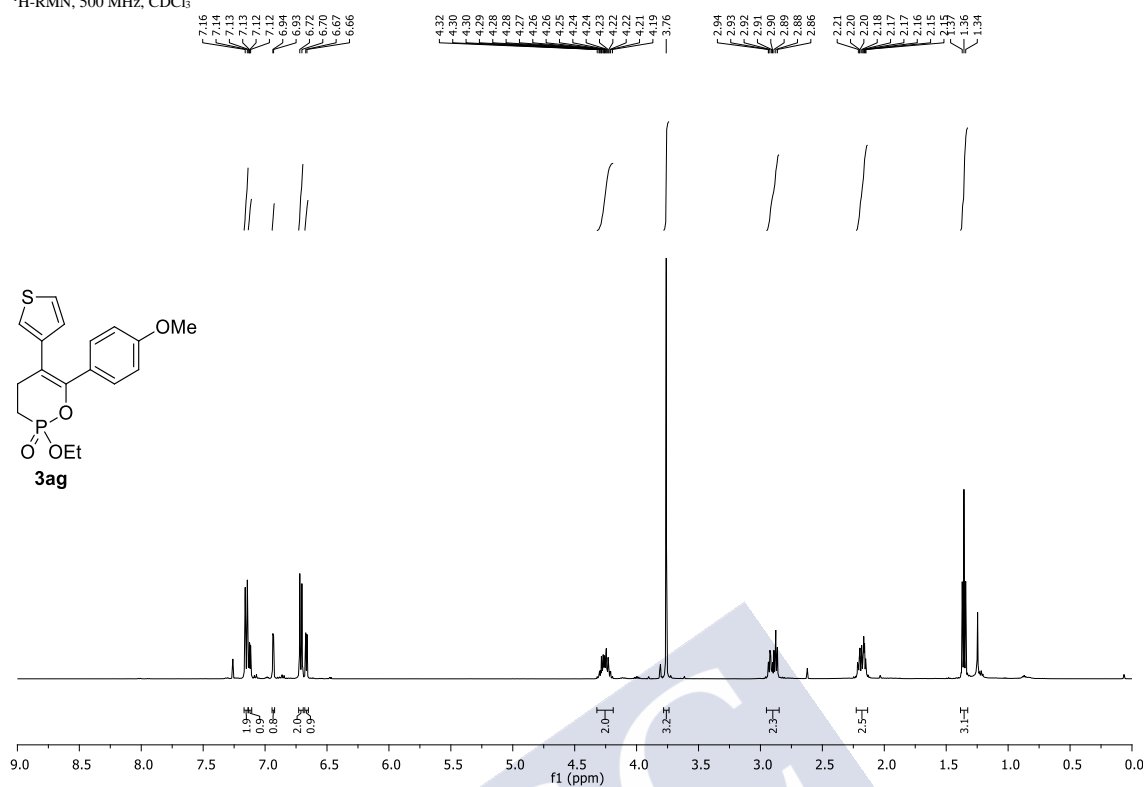 ¹H-RMN, 500 MHz, CDCl₃
7.16 7.14 7.13 7.13 7.12 7.12 6.94 6.93 6.72 6.70 6.67 6.66
4.32 4.30 4.30 4.29 4.28 4.28 4.27 4.26 4.26 4.25 4.24 4.24 4.23 4.22 4.22 4.21 4.19 3.76
2.94 2.93 2.92 2.91 2.90 2.89 2.88 2.86
2.21 2.20 2.20 2.18 2.17 2.17 2.16 2.15 2.15 1.37 1.36 1.34
S
OMe
O
P
O OEt
3ag
1.9 0.9 0.8 2.0 0.9 2.0 3.2 2.3 2.5 3.1
9.0 8.5 8.0 7.5 7.0 6.5 6.0 5.5 5.0 4.5 4.0 3.5 3.0 2.5 2.0 1.5 1.0 0.5 0.0
f1 (ppm)